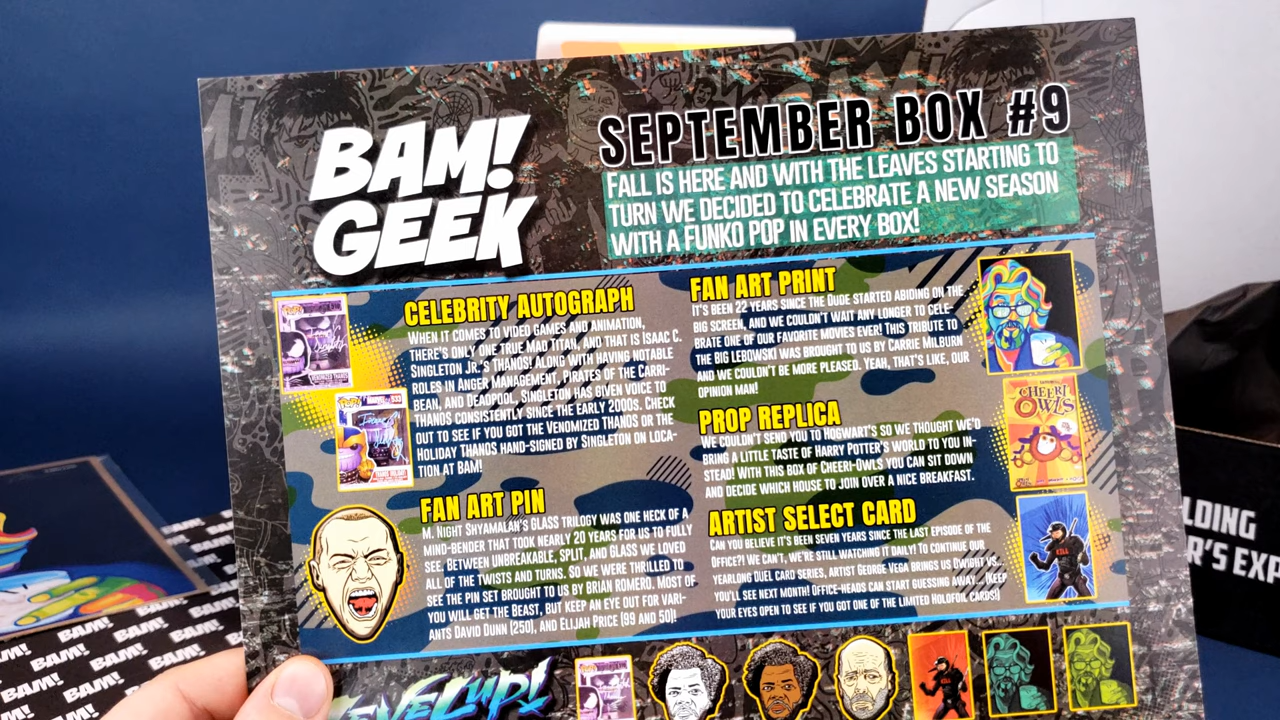 BAM!
GEEK
SEPTEMBER BOX #9
FALL IS HERE AND WITH THE LEAVES STARTING TO
TURN WE DECIDED TO CELEBRATE A NEW SEASON
WITH A FUNKO POP IN EVERY BOX!
CELEBRITY AUTOGRAPH
WHEN IT COMES TO VIDEO GAMES AND ANIMATION,
THERE'S ONLY ONE TRUE MAD TITAN, AND THAT IS ISAAC C.
SINGLETON JR.'S THANOS! ALONG WITH HAVING NOTABLE
ROLES IN ANGER MANAGEMENT, PIRATES OF THE CARRI-
BEAN, AND DEADPOOL, SINGLETON HAS GIVEN VOICE TO
THANOS CONSISTENTLY SINCE THE EARLY 2000S. CHECK
OUT TO SEE IF YOU GOT THE VENOMIZED THANOS OR THE
HOLIDAY THANOS HAND-SIGNED BY SINGLETON ON LOCA-
TION AT BAM!
FAN ART PIN
M. NIGHT SHYAMALAN'S GLASS TRILOGY WAS ONE HECK OF A
MIND-BENDER THAT TOOK NEARLY 20 YEARS FOR US TO FULLY
SEE. BETWEEN UNBREAKABLE, SPLIT, AND GLASS WE LOVED
ALL OF THE TWISTS AND TURNS. SO WE WERE THRILLED TO
SEE THE PIN SET BROUGHT TO US BY BRIAN ROMERO. MOST OF
YOU WILL GET THE BEAST, BUT KEEP AN EYE OUT FOR VARI-
ANTS DAVID DUNN (250), AND ELIJAH PRICE (99 AND 50)!
FAN ART PRINT
IT'S BEEN 22 YEARS SINCE THE DUDE STARTED ABIDING ON THE
BIG SCREEN, AND WE COULDN'T WAIT ANY LONGER TO CELE-
BRATE ONE OF OUR FAVORITE MOVIES EVER! THIS TRIBUTE TO
THE BIG LEBOWSKI WAS BROUGHT TO US BY CARRIE MILBURN
AND WE COULDN'T BE MORE PLEASED. YEAH, THAT'S LIKE, OUR
OPINION MAN!
PROP REPLICA
WE COULDN'T SEND YOU TO HOGWART'S SO WE THOUGHT WE'D
BRING A LITTLE TASTE OF HARRY POTTER'S WORLD TO YOU IN-
STEAD! WITH THIS BOX OF CHEERI-OWLS YOU CAN SIT DOWN
AND DECIDE WHICH HOUSE TO JOIN OVER A NICE BREAKFAST.
ARTIST SELECT CARD
CAN YOU BELIEVE IT'S BEEN SEVEN YEARS SINCE THE LAST EPISODE OF THE
OFFICE?! WE CAN'T, WE'RE STILL WATCHING IT DAILY! TO CONTINUE OUR
YEARLONG DUEL CARD SERIES, ARTIST GEORGE VEGA BRINGS US DWIGHT VS...
YOU'LL SEE NEXT MONTH! OFFICE-HEADS CAN START GUESSING AWAY... (KEEP
YOUR EYES OPEN TO SEE IF YOU GOT ONE OF THE LIMITED HOLOFOIL CARDS!)
CHEERI
OWLS
KILL
LEVEL UP!
KILL
LDING
R'S EXP
BAM! BAM! BAM!
BAM! BAM!
BAM!